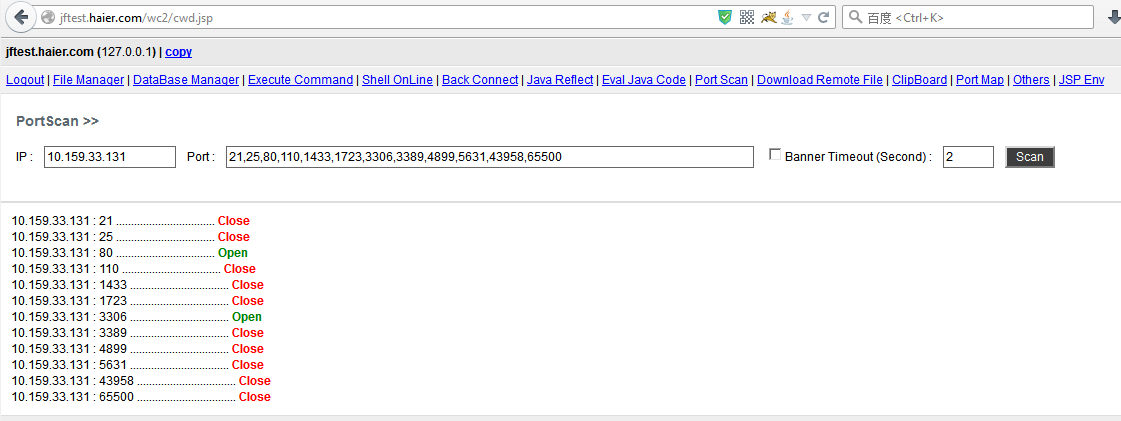 jftest.haier.com/wc2/cwd.jsp 百度 <Ctrl+K>
jftest.haier.com (127.0.0.1) | copy
Logout | File Manager | DataBase Manager | Execute Command | Shell OnLine | Back Connect | Java Reflect | Eval Java Code | Port Scan | Download Remote File | ClipBoard | Port Map | Others | JSP Env
PortScan >>
IP : 10.159.33.131 Port : 21,25,80,110,1433,1723,3306,3389,4899,5631,43958,65500 Banner Timeout (Second) : 2 Scan
10.159.33.131 : 21 ................................. Close
10.159.33.131 : 25 ................................. Close
10.159.33.131 : 80 ................................. Open
10.159.33.131 : 110 ................................. Close
10.159.33.131 : 1433 ................................. Close
10.159.33.131 : 1723 ................................. Close
10.159.33.131 : 3306 ................................. Open
10.159.33.131 : 3389 ................................. Close
10.159.33.131 : 4899 ................................. Close
10.159.33.131 : 5631 ................................. Close
10.159.33.131 : 43958 ................................. Close
10.159.33.131 : 65500 ................................. Close